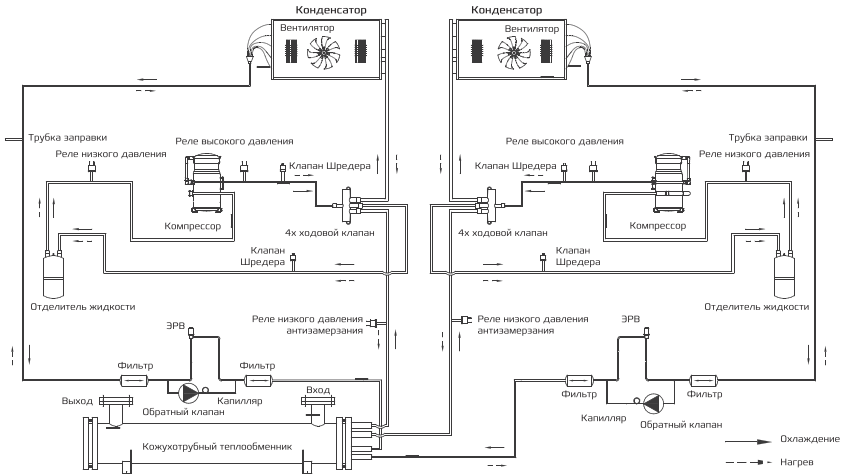 Конденсатор
Конденсатор
Вентилятор
Вентилятор
Трубка заправки
Реле высокого давления
Реле высокого давления
Трубка заправки
Реле низкого давления
Клапан Шредера
Клапан Шредера
Реле низкого давления
Компрессор
4х ходовой клапан
4х ходовой клапан
Компрессор
Клапан
Шредера
Клапан
Шредера
Отделитель жидкости
Отделитель жидкости
Реле низкого давления
антизамерзания
Реле низкого давления
антизамерзания
ЭРВ
ЭРВ
Фильтр
Фильтр
Фильтр
Фильтр
Выход
Обратный клапан
Капилляр
Вход
Капилляр
Обратный клапан
Кожухотрубный теплообменник
Охлаждение
Нагрев